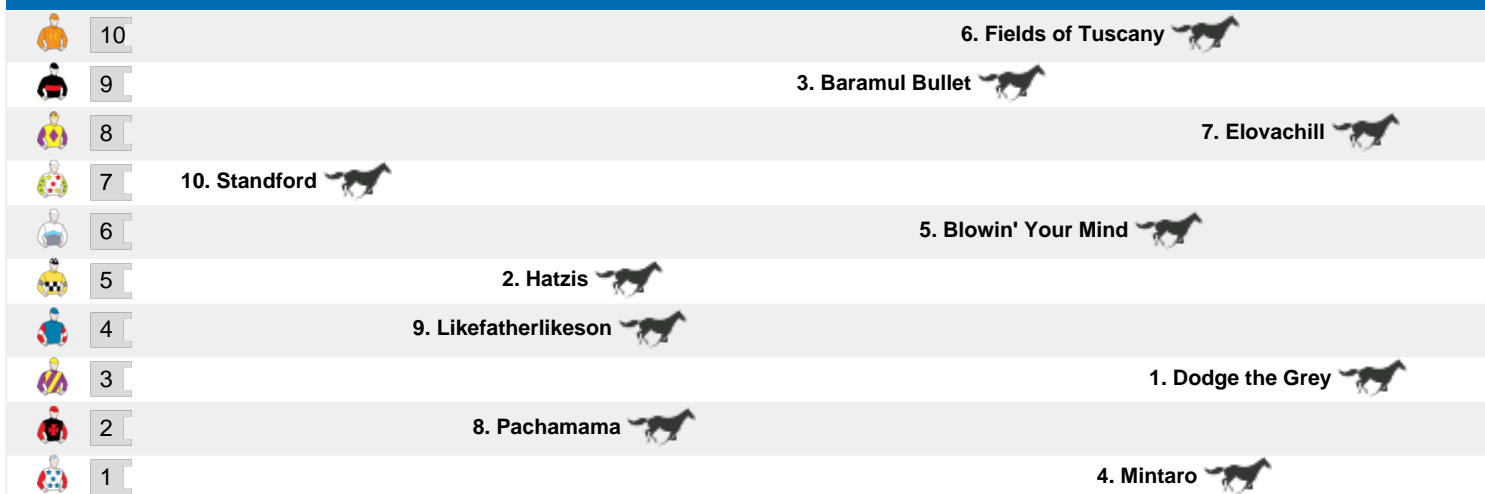 10 6. Fields of Tuscany
9 3. Baramul Bullet
8 7. Elovachill
7 10. Standford
6 5. Blowin' Your Mind
5 2. Hatzis
4 9. Likefatherlikeson
3 1. Dodge the Grey
2 8. Pachamama
1 4. Mintaro